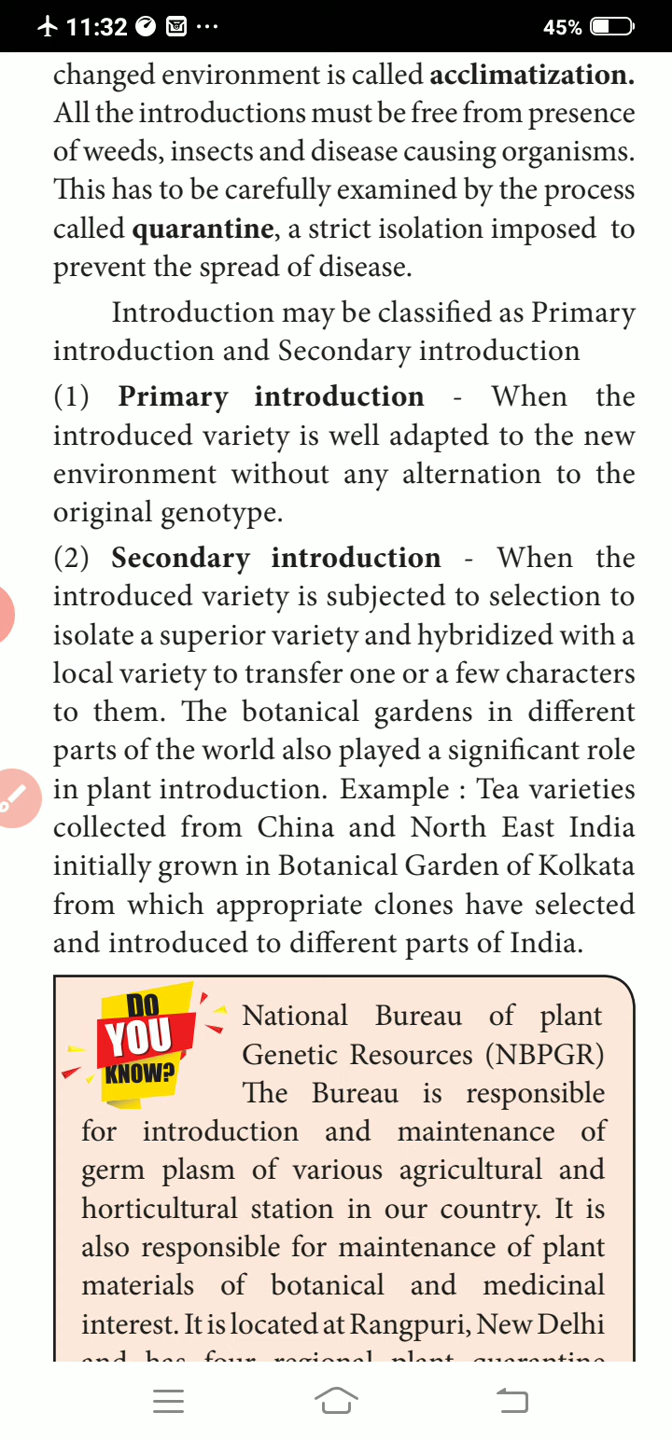 11:32 ... 45%
changed environment is called acclimatization.
All the introductions must be free from presence
of weeds, insects and disease causing organisms.
This has to be carefully examined by the process
called quarantine, a strict isolation imposed to
prevent the spread of disease.
Introduction may be classified as Primary
introduction and Secondary introduction
(1) Primary introduction - When the
introduced variety is well adapted to the new
environment without any alternation to the
original genotype.
(2) Secondary introduction - When the
introduced variety is subjected to selection to
isolate a superior variety and hybridized with a
local variety to transfer one or a few characters
to them. The botanical gardens in different
parts of the world also played a significant role
in plant introduction. Example : Tea varieties
collected from China and North East India
initially grown in Botanical Garden of Kolkata
from which appropriate clones have selected
and introduced to different parts of India.
DO
YOU
KNOW?
National Bureau of plant
Genetic Resources (NBPGR)
The Bureau is responsible
for introduction and maintenance of
germ plasm of various agricultural and
horticultural station in our country. It is
also responsible for maintenance of plant
materials of botanical and medicinal
interest. It is located at Rangpuri, New Delhi
and has four regional plant quarantine